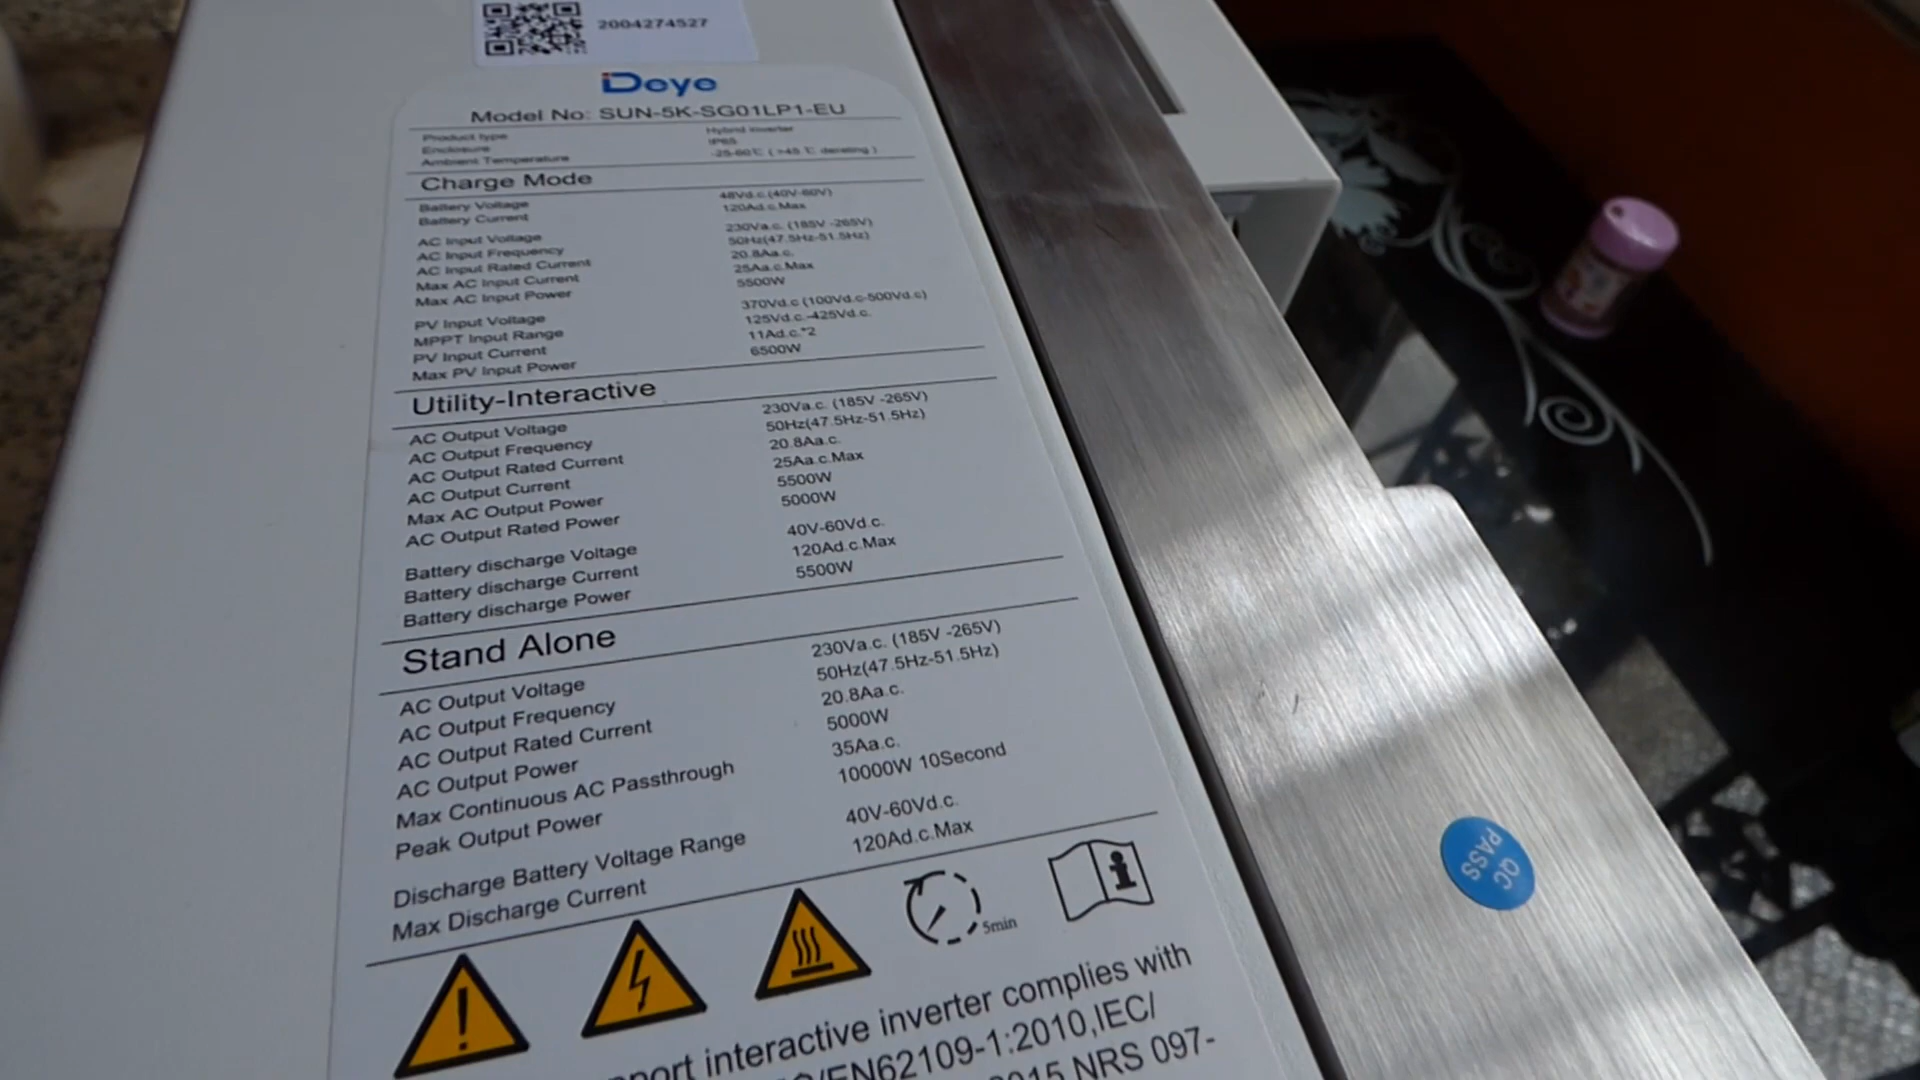 2004274527
Deye
Model No: SUN-5K-SG01LP1-EU
Product type Hybrid inverter
Enclosure IP65
Ambient Temperature -25-60℃ ( >45 ℃ derating )
Charge Mode
Battery Voltage 48Vd.c.(40V-60V)
Battery Current 120Ad.c.Max
AC Input Voltage 230Va.c. (185V -265V)
AC Input Frequency 50Hz(47.5Hz-51.5Hz)
AC Input Rated Current 20.8Aa.c.
Max AC Input Current 25Aa.c.Max
Max AC Input Power 5500W
PV Input Voltage 370Vd.c (100Vd.c-500Vd.c)
MPPT Input Range 125Vd.c.-425Vd.c.
PV Input Current 11Ad.c.*2
Max PV Input Power 6500W
Utility-Interactive
AC Output Voltage 230Va.c. (185V -265V)
AC Output Frequency 50Hz(47.5Hz-51.5Hz)
AC Output Rated Current 20.8Aa.c.
AC Output Current 25Aa.c.Max
Max AC Output Power 5500W
AC Output Rated Power 5000W
Battery discharge Voltage 40V-60Vd.c.
Battery discharge Current 120Ad.c.Max
Battery discharge Power 5500W
Stand Alone
AC Output Voltage 230Va.c. (185V -265V)
AC Output Frequency 50Hz(47.5Hz-51.5Hz)
AC Output Rated Current 20.8Aa.c.
AC Output Power 5000W
Max Continuous AC Passthrough 35Aa.c.
Peak Output Power 10000W 10Second
Discharge Battery Voltage Range 40V-60Vd.c.
Max Discharge Current 120Ad.c.Max
5min
interactive inverter complies with
EN62109-1:2010,IEC/
NRS 097-
QC
PASS